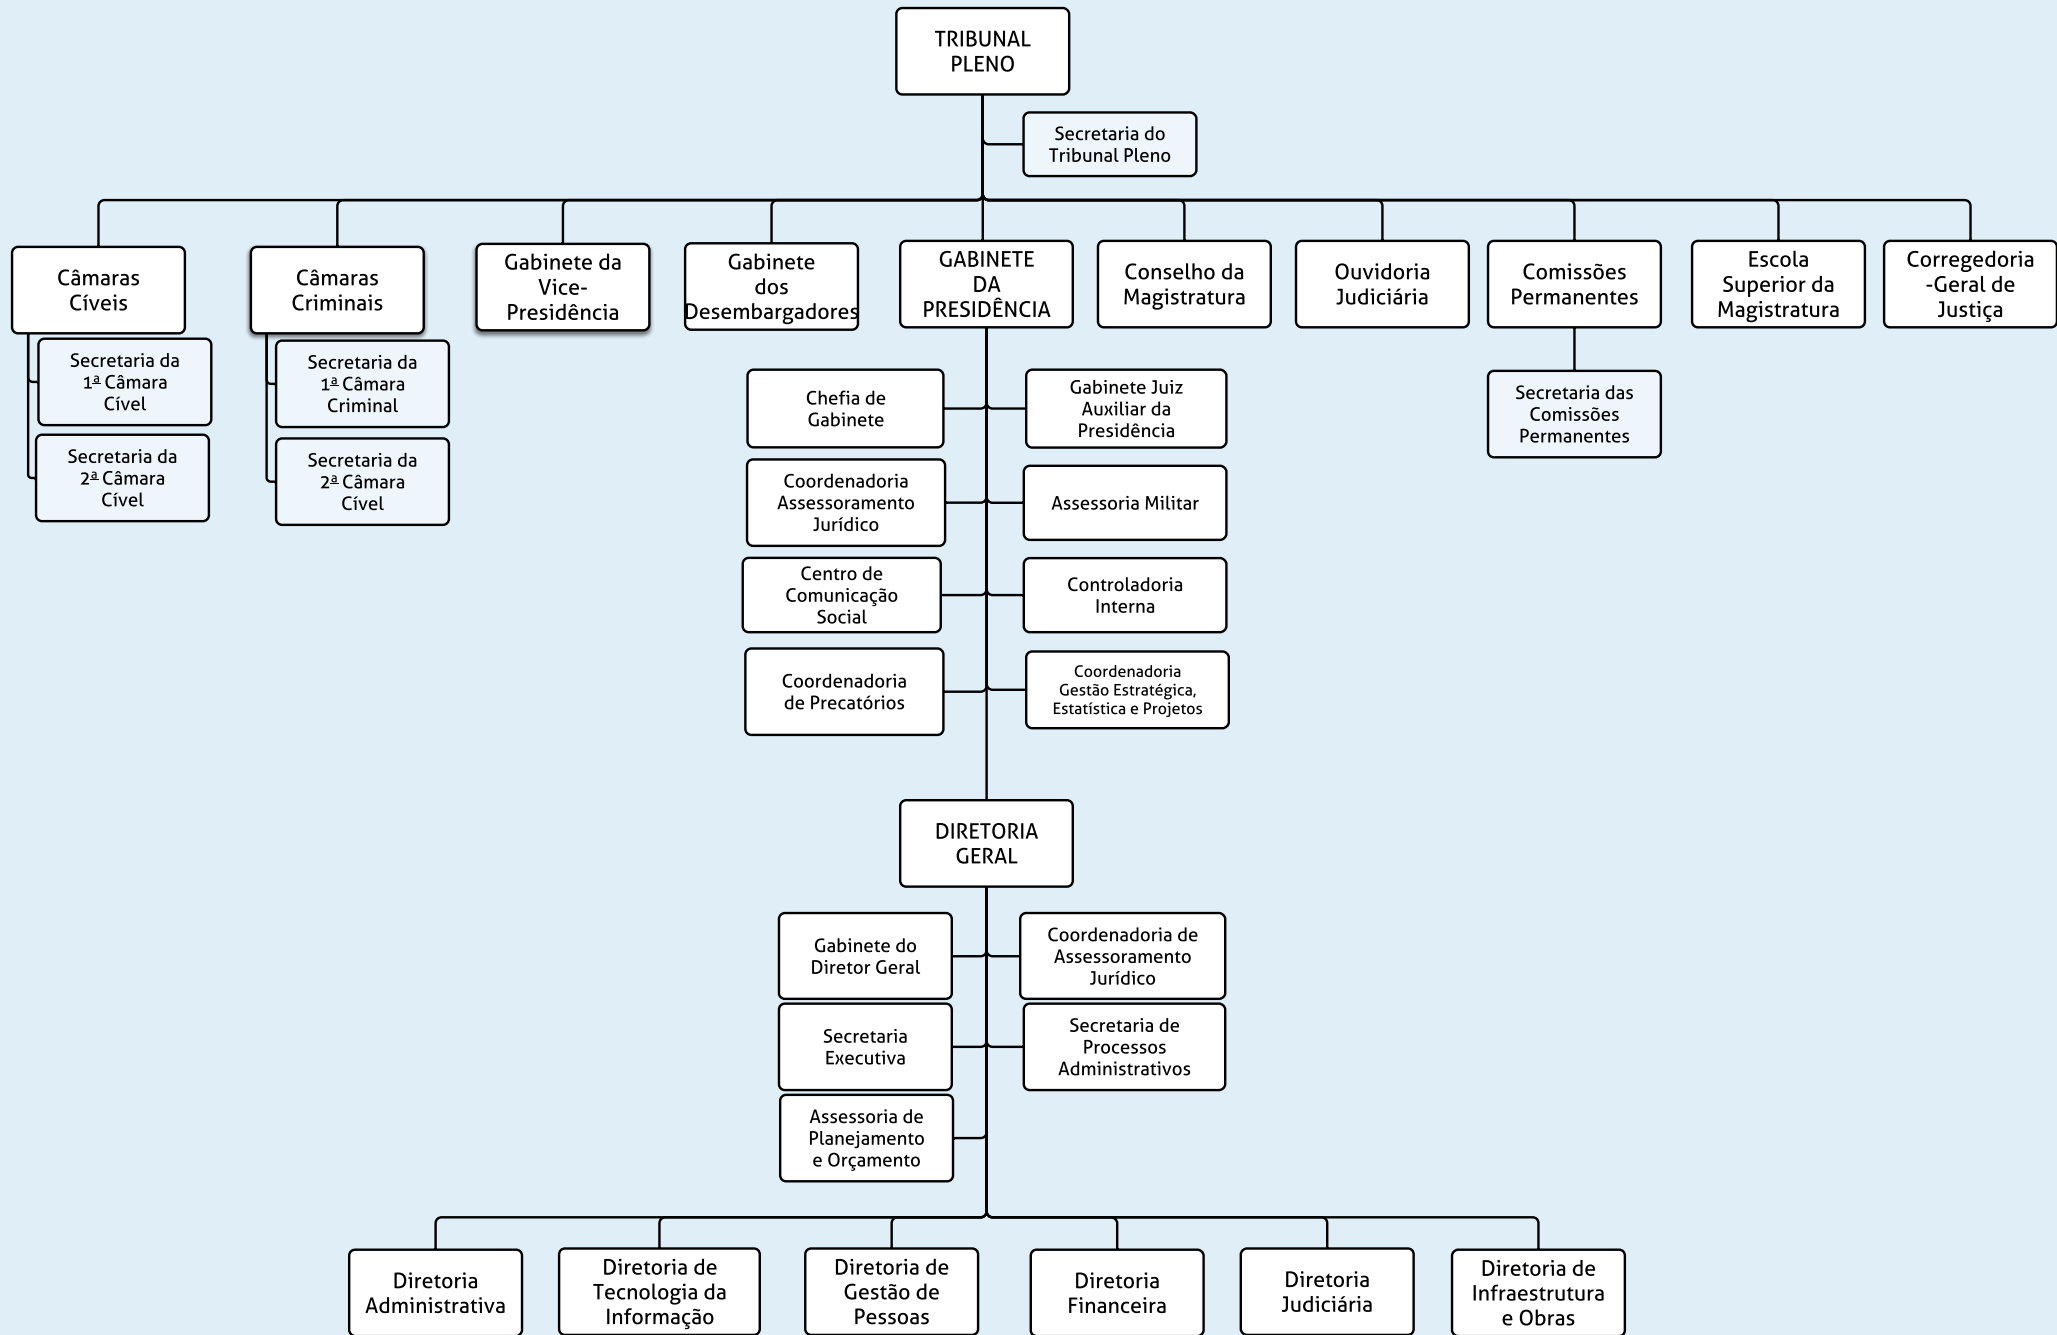 TRIBUNAL
PLENO
Secretaria do
Tribunal Pleno
Câmaras
Cíveis
Câmaras
Criminais
Gabinete da
Vice-
Presidência
Gabinete
dos
Desembargadores
GABINETE
DA
PRESIDÊNCIA
Conselho da
Magistratura
Ouvidoria
Judiciária
Comissões
Permanentes
Escola
Superior da
Magistratura
Corregedoria
-Geral de
Justiça
Secretaria da
1ª Câmara
Cível
Secretaria da
2ª Câmara
Cível
Secretaria da
1ª Câmara
Criminal
Secretaria da
2ª Câmara
Cível
Secretaria das
Comissões
Permanentes
Chefia de
Gabinete
Gabinete Juiz
Auxiliar da
Presidência
Coordenadoria
Assessoramento
Jurídico
Assessoria Militar
Centro de
Comunicação
Social
Controladoria
Interna
Coordenadoria
de Precatórios
Coordenadoria
Gestão Estratégica,
Estatística e Projetos
DIRETORIA
GERAL
Gabinete do
Diretor Geral
Coordenadoria de
Assessoramento
Jurídico
Secretaria
Executiva
Secretaria de
Processos
Administrativos
Assessoria de
Planejamento
e Orçamento
Diretoria
Administrativa
Diretoria de
Tecnologia da
Informação
Diretoria de
Gestão de
Pessoas
Diretoria
Financeira
Diretoria
Judiciária
Diretoria de
Infraestrutura
e Obras